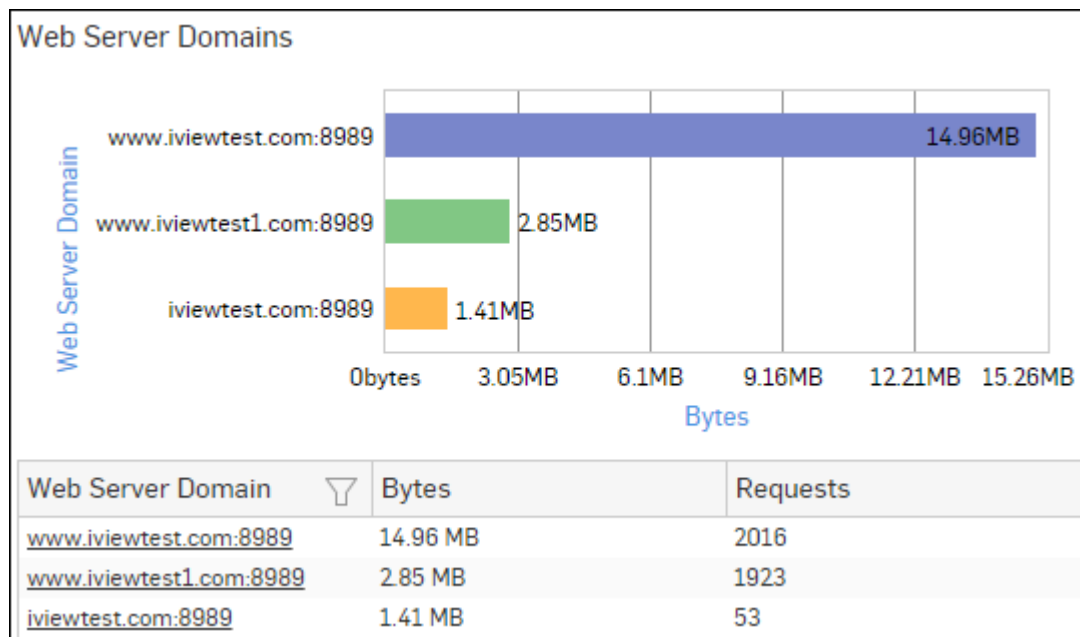 Web Server Domains
Web Server Domain
www.iviewtest.com:8989
14.96MB
www.iviewtest1.com:8989
2.85MB
iviewtest.com:8989
1.41MB
0bytes 3.05MB 6.1MB 9.16MB 12.21MB 15.26MB
Bytes
Web Server Domain Bytes Requests
www.iviewtest.com:8989 14.96 MB 2016
www.iviewtest1.com:8989 2.85 MB 1923
iviewtest.com:8989 1.41 MB 53